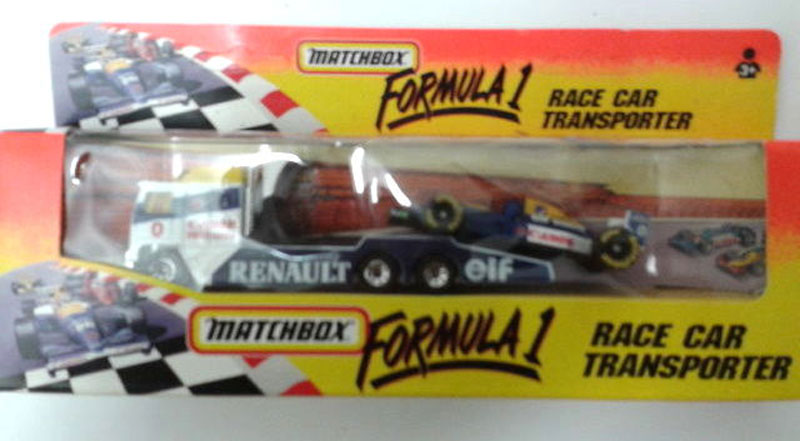 MATCHBOX
FORMULA 1
RACE CAR
TRANSPORTER
3+
RENAULT
elf
MATCHBOX
FORMULA 1
RACE CAR
TRANSPORTER